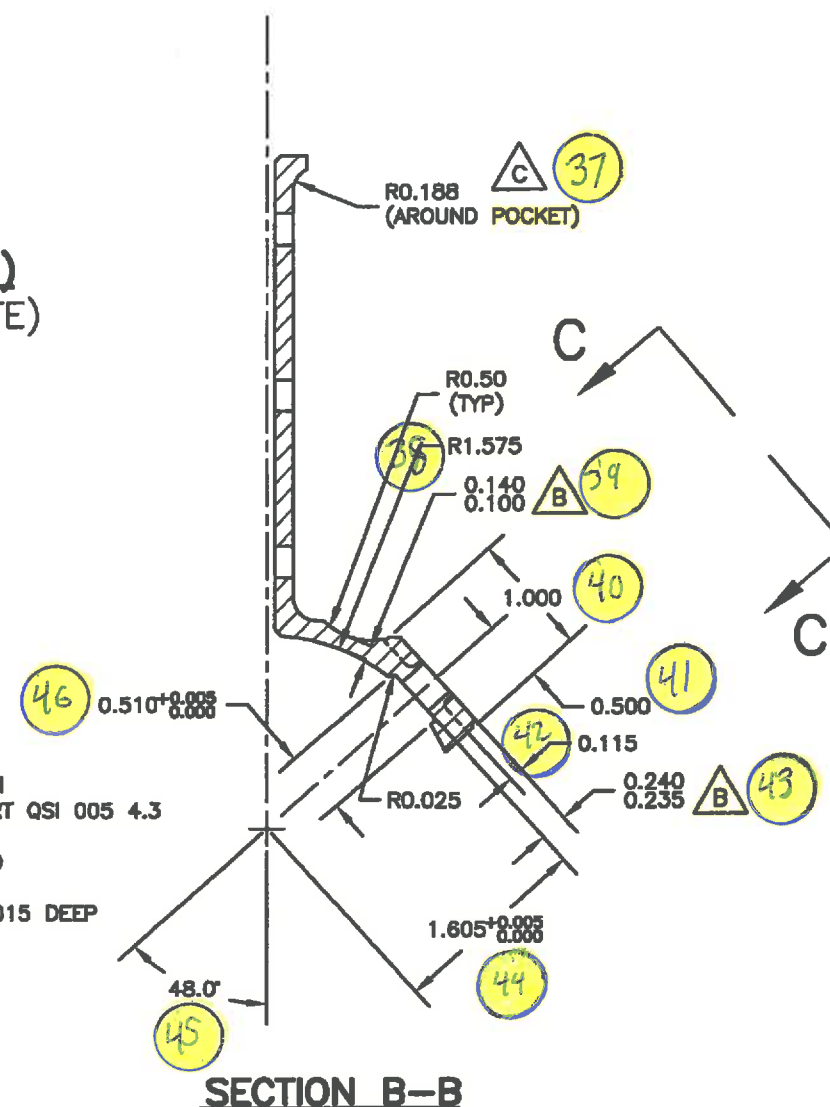 C 37
R0.188
(AROUND POCKET)
TE)
C
R0.50
(TYP)
38 R1.575
0.140
0.100 B 39
1.000 40
C
46 0.510+0.005
0.000
0.500 41
42 0.115
0.240
0.235 B 43
R0.025
T QSI 005 4.3
015 DEEP
1.605+0.005
0.000
44
48.0°
45
SECTION B-B